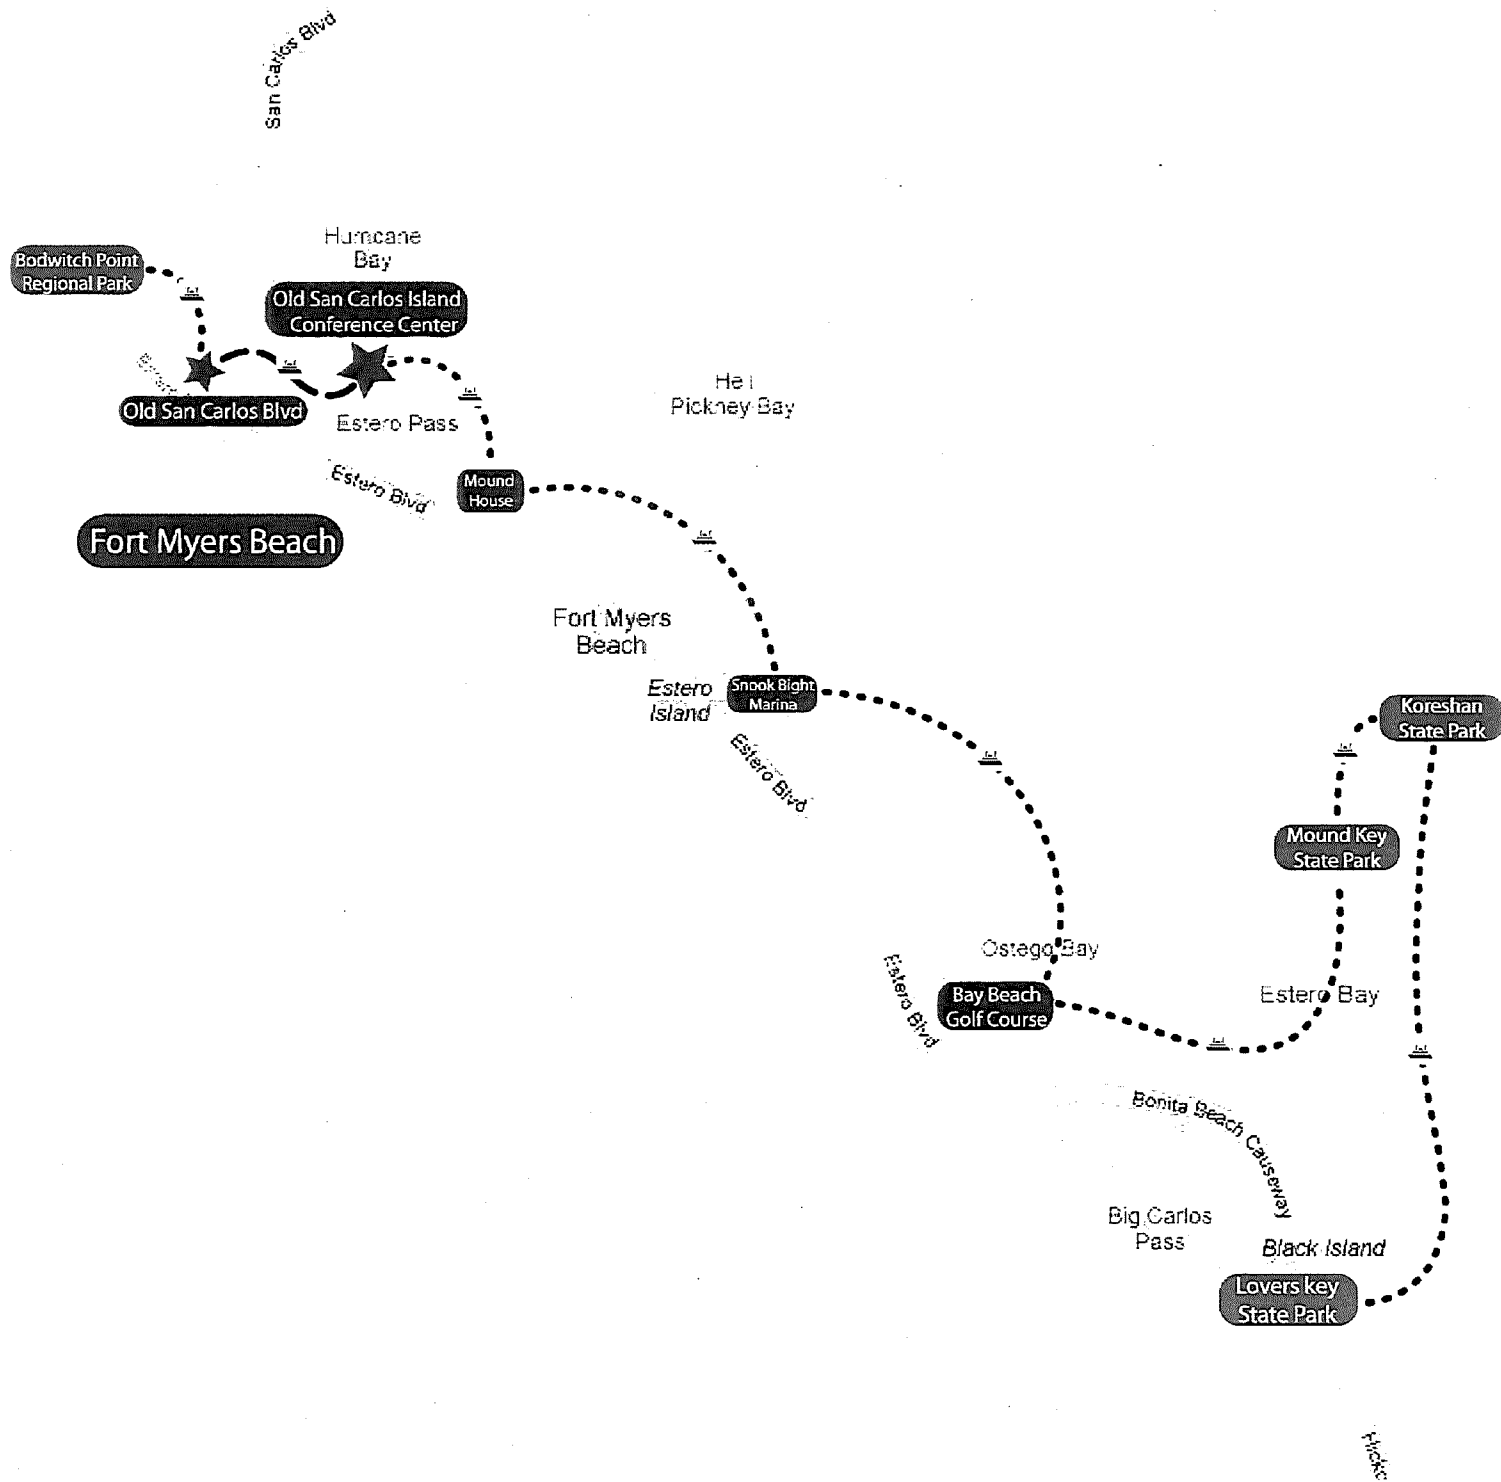 San Carlos Blvd
Hurricane
Bay
Bodwitch Point
Regional Park
Old San Carlos Island
Conference Center
Old San Carlos Blvd
Estero Pass
Hell
Pickney Bay
Estero Blvd
Mound
House
Fort Myers Beach
Fort Myers
Beach
Estero
Island
Snook Bight
Marina
Estero Blvd
Koreshan
State Park
Mound Key
State Park
Ostego Bay
Estero Blvd
Bay Beach
Golf Course
Estero Bay
Bonita Beach Causeway
Big Carlos
Pass
Black Island
Lovers key
State Park